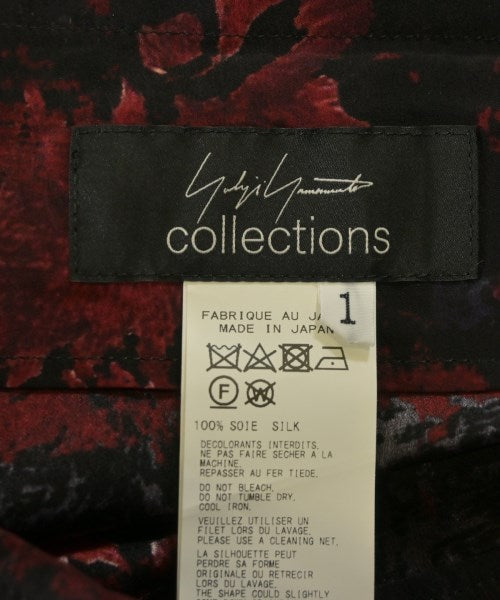 Yohji Yamamoto
collections
1
FABRIQUE AU JA
MADE IN JAPAN
F W
100% SOIE SILK
DECOLORANTS INTERDITS.
NE PAS FAIRE SECHER A LA
MACHINE.
REPASSER AU FER TIEDE.
DO NOT BLEACH.
DO NOT TUMBLE DRY.
COOL IRON.
VEUILLEZ UTILISER UN
FILET LORS DU LAVAGE.
PLEASE USE A CLEANING NET.
LA SILHOUETTE PEUT
PERDRE SA FORME
ORIGINALE OU RETRECIR
LORS DU LAVAGE.
THE SHAPE COULD SLIGHTLY